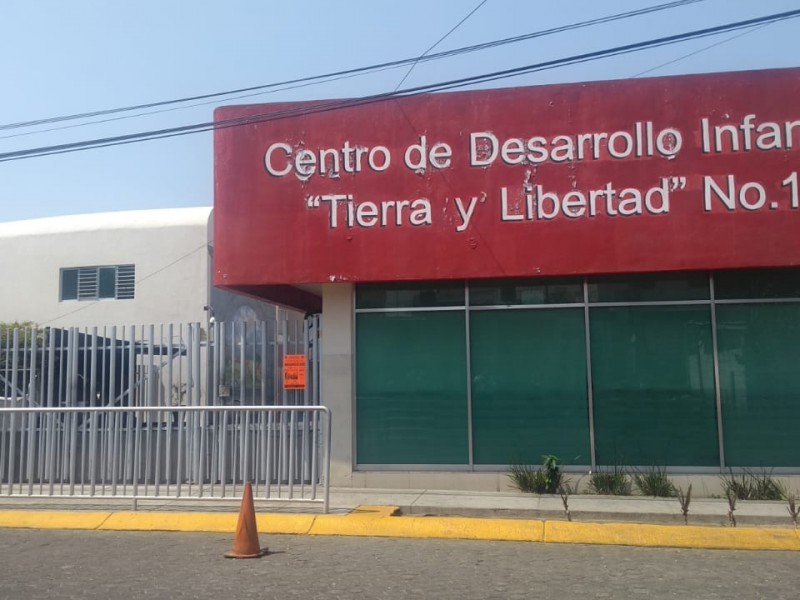 Centro de Desarrollo Infan
"Tierra y Libertad" No.1